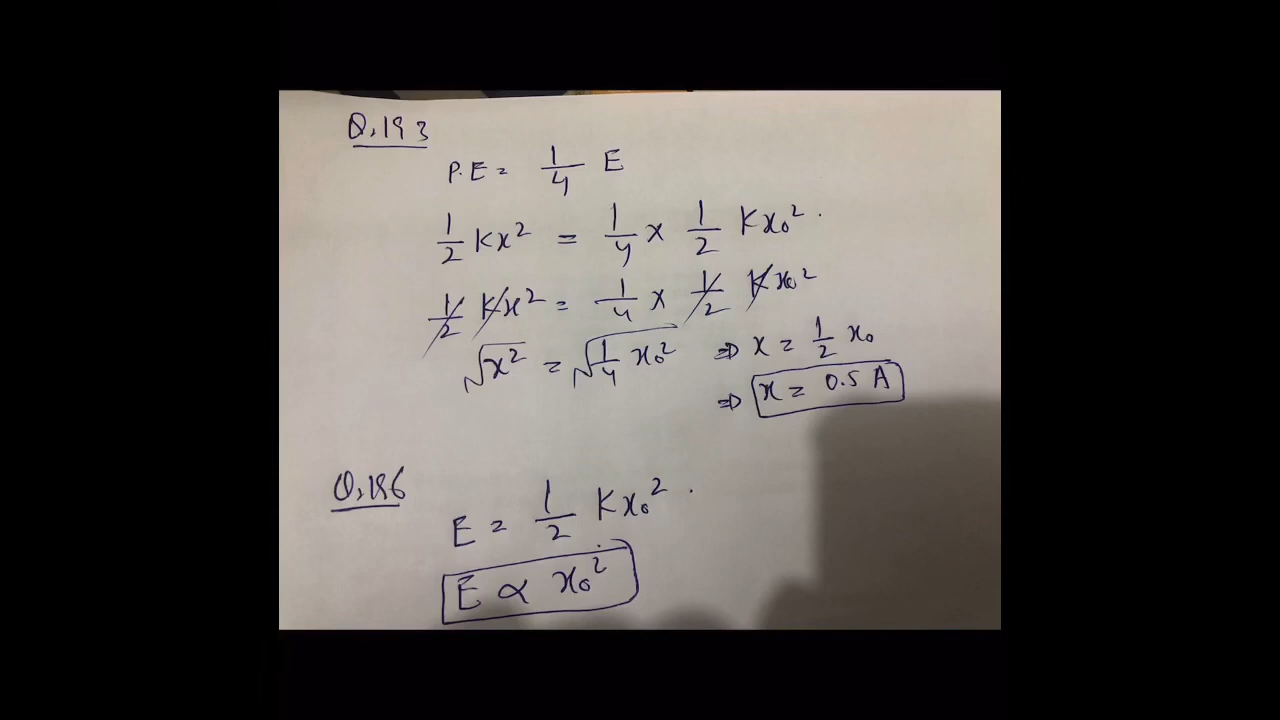 Q.193
P.E = 1/4 E
1/2 Kx² = 1/4 x 1/2 Kx₀².
1/2 Kx² = 1/4 x 1/2 Kx₀²
√x² = √1/4 x₀² ⇒ x = 1/2 x₀
⇒ x = 0.5 A
Q.196
E = 1/2 Kx₀².
E ∝ x₀²